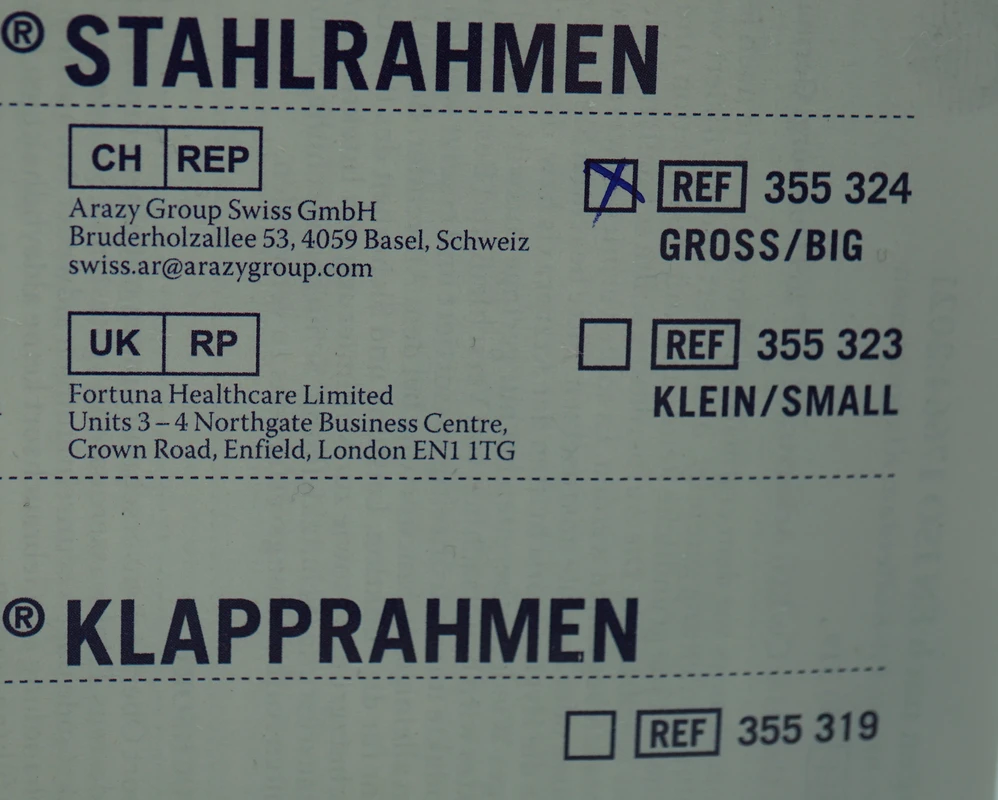 ® STAHLRAHMEN
CH REP
Arazy Group Swiss GmbH
Bruderholzallee 53, 4059 Basel, Schweiz
swiss.ar@arazygroup.com
REF 355 324
GROSS/BIG
UK RP
Fortuna Healthcare Limited
Units 3 – 4 Northgate Business Centre,
Crown Road, Enfield, London EN1 1TG
REF 355 323
KLEIN/SMALL
® KLAPPRAHMEN
REF 355 319